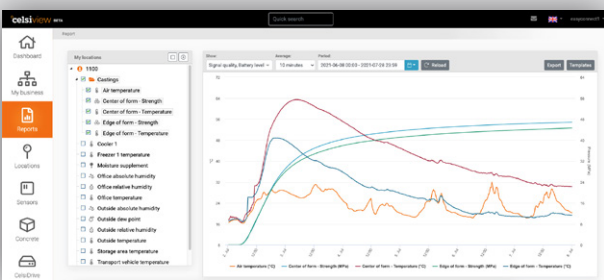 celsiview BETA
Quick search
Report
Dashboard
My business
Reports
Locations
Sensors
Concrete
CelsiDrive
My locations
1100
Castings
Air temperature
Center of form - Strength
Center of form - Temperature
Edge of form - Strength
Edge of form - Temperature
Cooler 1
Freezer 1 temperature
Moisture supplement
Office absolute humidity
Office relative humidity
Office temperature
Outside absolute humidity
Outside dew point
Outside relative humidity
Outside temperature
Storage area temperature
Transport vehicle temperature
Show: Average: Period:
Signal quality, Battery level
10 minutes
Reload
Export
Templates
Air temperature (°C) Center of form - Strength (MPa) Center of form - Temperature (°C) Edge of form - Strength (MPa) Edge of form - Temperature (°C)